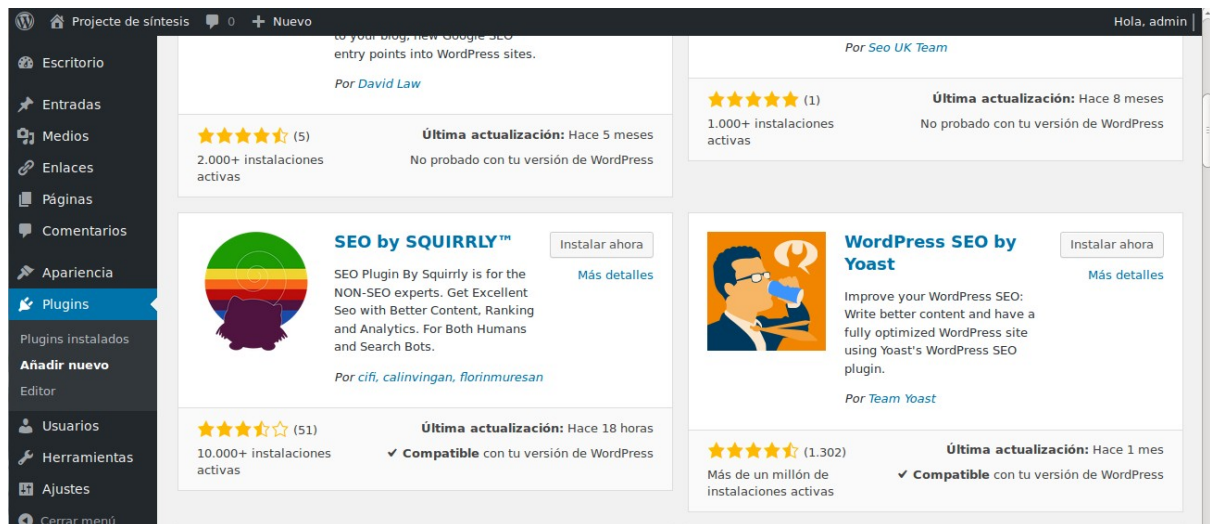 Projecte de síntesis 0 + Nuevo Hola, admin
Escritorio
Entradas
Medios
Enlaces
Páginas
Comentarios
Apariencia
Plugins
Plugins instalados
Añadir nuevo
Editor
Usuarios
Herramientas
Ajustes
Cerrar menú
to your blog, new Google SEO
entry points into WordPress sites.
Por David Law
(5)
2.000+ instalaciones
activas
Última actualización: Hace 5 meses
No probado con tu versión de WordPress
Por Seo UK Team
(1)
1.000+ instalaciones
activas
Última actualización: Hace 8 meses
No probado con tu versión de WordPress
SEO by SQUIRRLY™
Instalar ahora
Más detalles
SEO Plugin By Squirrly is for the
NON-SEO experts. Get Excellent
Seo with Better Content, Ranking
and Analytics. For Both Humans
and Search Bots.
Por cifi, calinvingan, florinmuresan
(51)
10.000+ instalaciones
activas
Última actualización: Hace 18 horas
✔ Compatible con tu versión de WordPress
WordPress SEO by
Yoast
Instalar ahora
Más detalles
Improve your WordPress SEO:
Write better content and have a
fully optimized WordPress site
using Yoast's WordPress SEO
plugin.
Por Team Yoast
(1.302)
Más de un millón de
instalaciones activas
Última actualización: Hace 1 mes
✔ Compatible con tu versión de WordPress